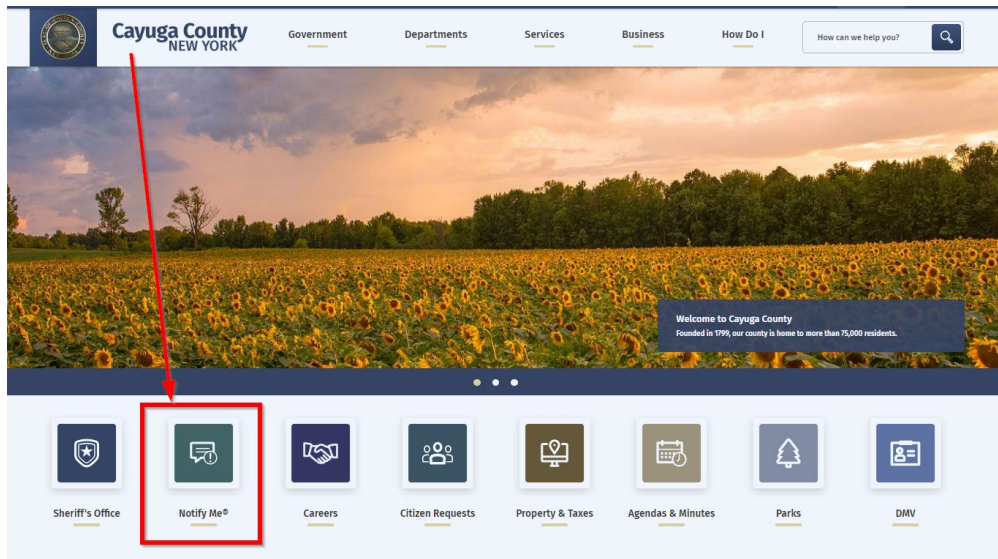 Cayuga County
NEW YORK
Government
Departments
Services
Business
How Do I
How can we help you?
Welcome to Cayuga County
Founded in 1799, our county is home to more than 75,000 residents.
Sheriff's Office
Notify Me®
Careers
Citizen Requests
Property & Taxes
Agendas & Minutes
Parks
DMV